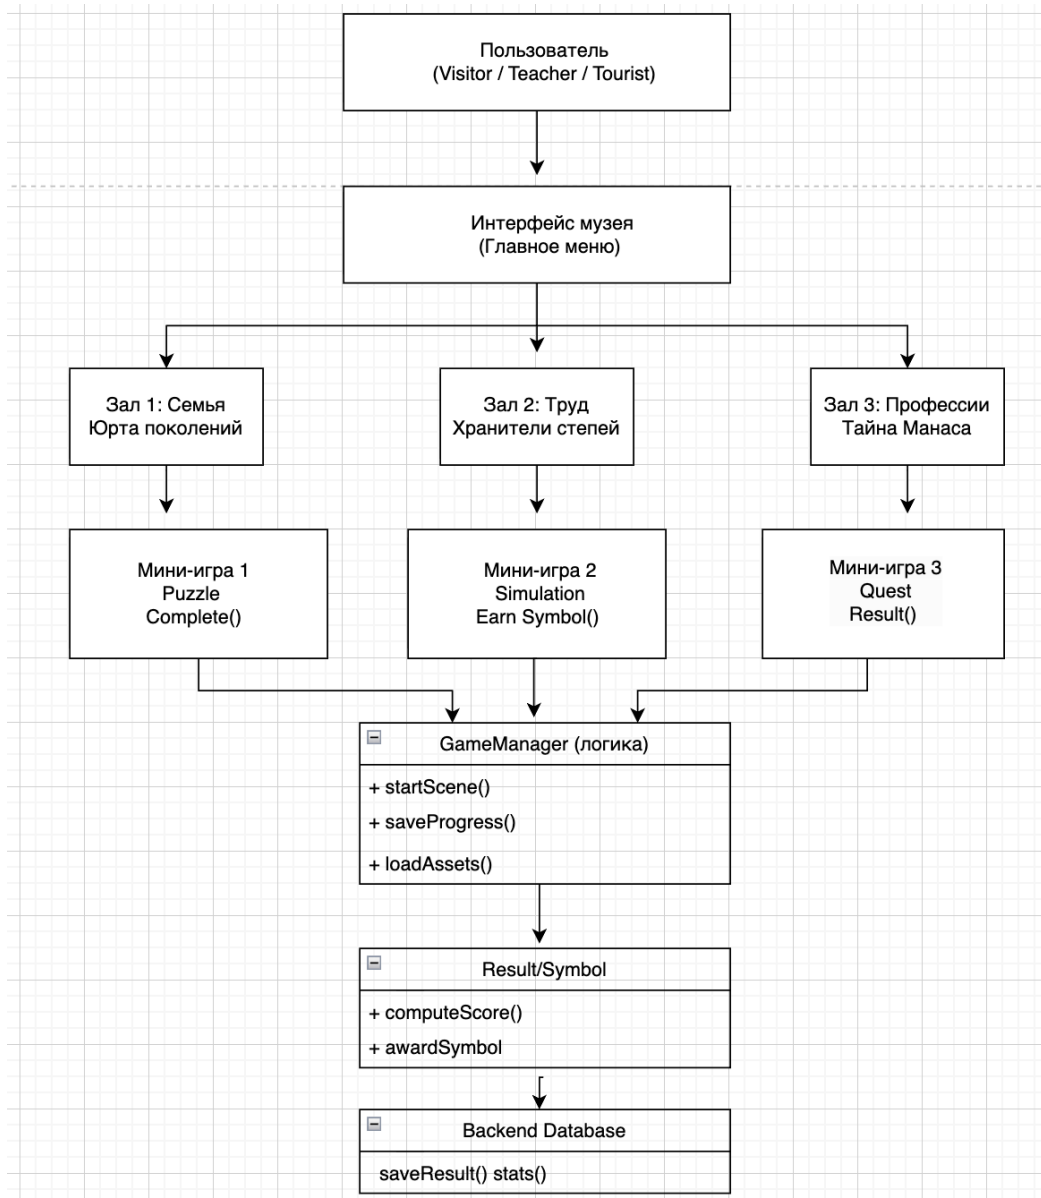 Пользователь
(Visitor / Teacher / Tourist)
Интерфейс музея
(Главное меню)
Зал 1: Семья
Юрта поколений
Зал 2: Труд
Хранители степей
Зал 3: Профессии
Тайна Манаса
Мини-игра 1
Puzzle
Complete()
Мини-игра 2
Simulation
Earn Symbol()
Мини-игра 3
Quest
Result()
GameManager (логика)
+ startScene()
+ saveProgress()
+ loadAssets()
Result/Symbol
+ computeScore()
+ awardSymbol
Backend Database
saveResult() stats()